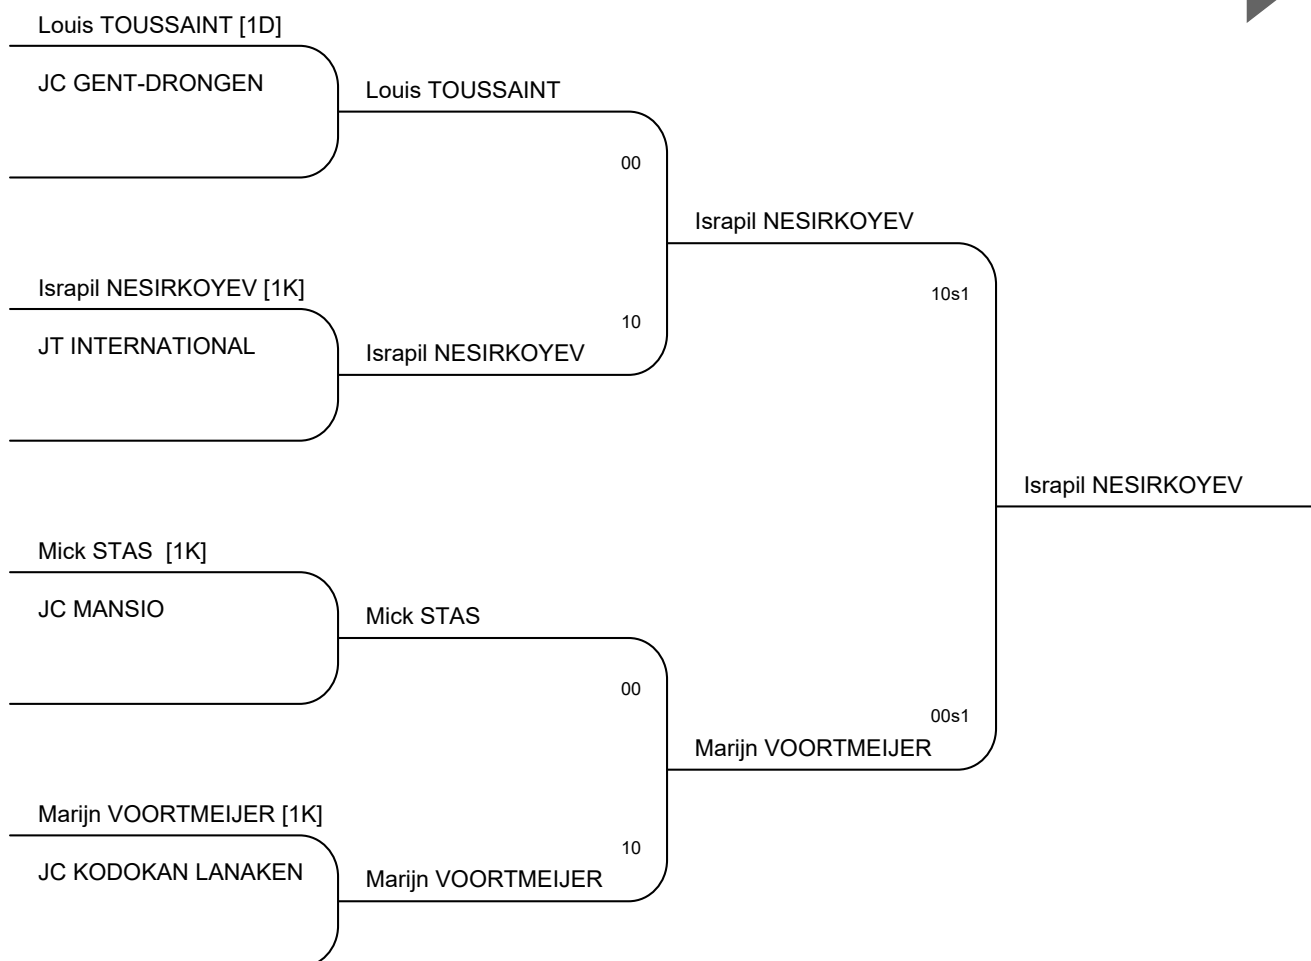 Louis TOUSSAINT [1D]
JC GENT-DRONGEN
Louis TOUSSAINT
00
Israpil NESIRKOYEV
Israpil NESIRKOYEV [1K]
10s1
10
JT INTERNATIONAL
Israpil NESIRKOYEV
Israpil NESIRKOYEV
Mick STAS [1K]
JC MANSIO
Mick STAS
00
00s1
Marijn VOORTMEIJER
Marijn VOORTMEIJER [1K]
10
JC KODOKAN LANAKEN
Marijn VOORTMEIJER